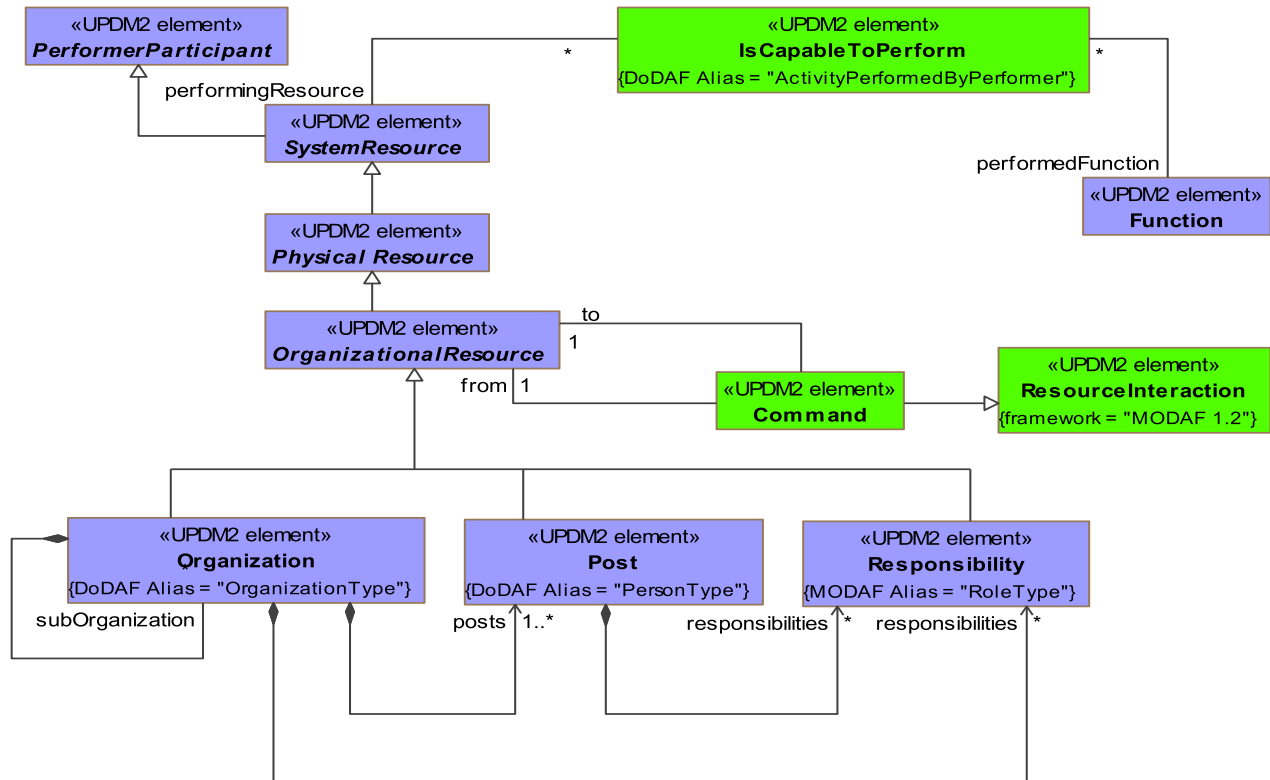 «UPDM2 element»
PerformerParticipant
«UPDM2 element»
IsCapableToPerform
{DoDAF Alias = "ActivityPerformedByPerformer"}
*
*
performingResource
«UPDM2 element»
SystemResource
performedFunction
«UPDM2 element»
Function
«UPDM2 element»
Physical Resource
«UPDM2 element»
OrganizationalResource
to
1
from
1
«UPDM2 element»
Command
«UPDM2 element»
ResourceInteraction
{framework = "MODAF 1.2"}
«UPDM2 element»
Organization
*
{DoDAF Alias = "OrganizationType"}
subOrganization
«UPDM2 element»
Post
{DoDAF Alias = "PersonType"}
«UPDM2 element»
Responsibility
{MODAF Alias = "RoleType"}
posts
1..*
responsibilities
*
responsibilities
*